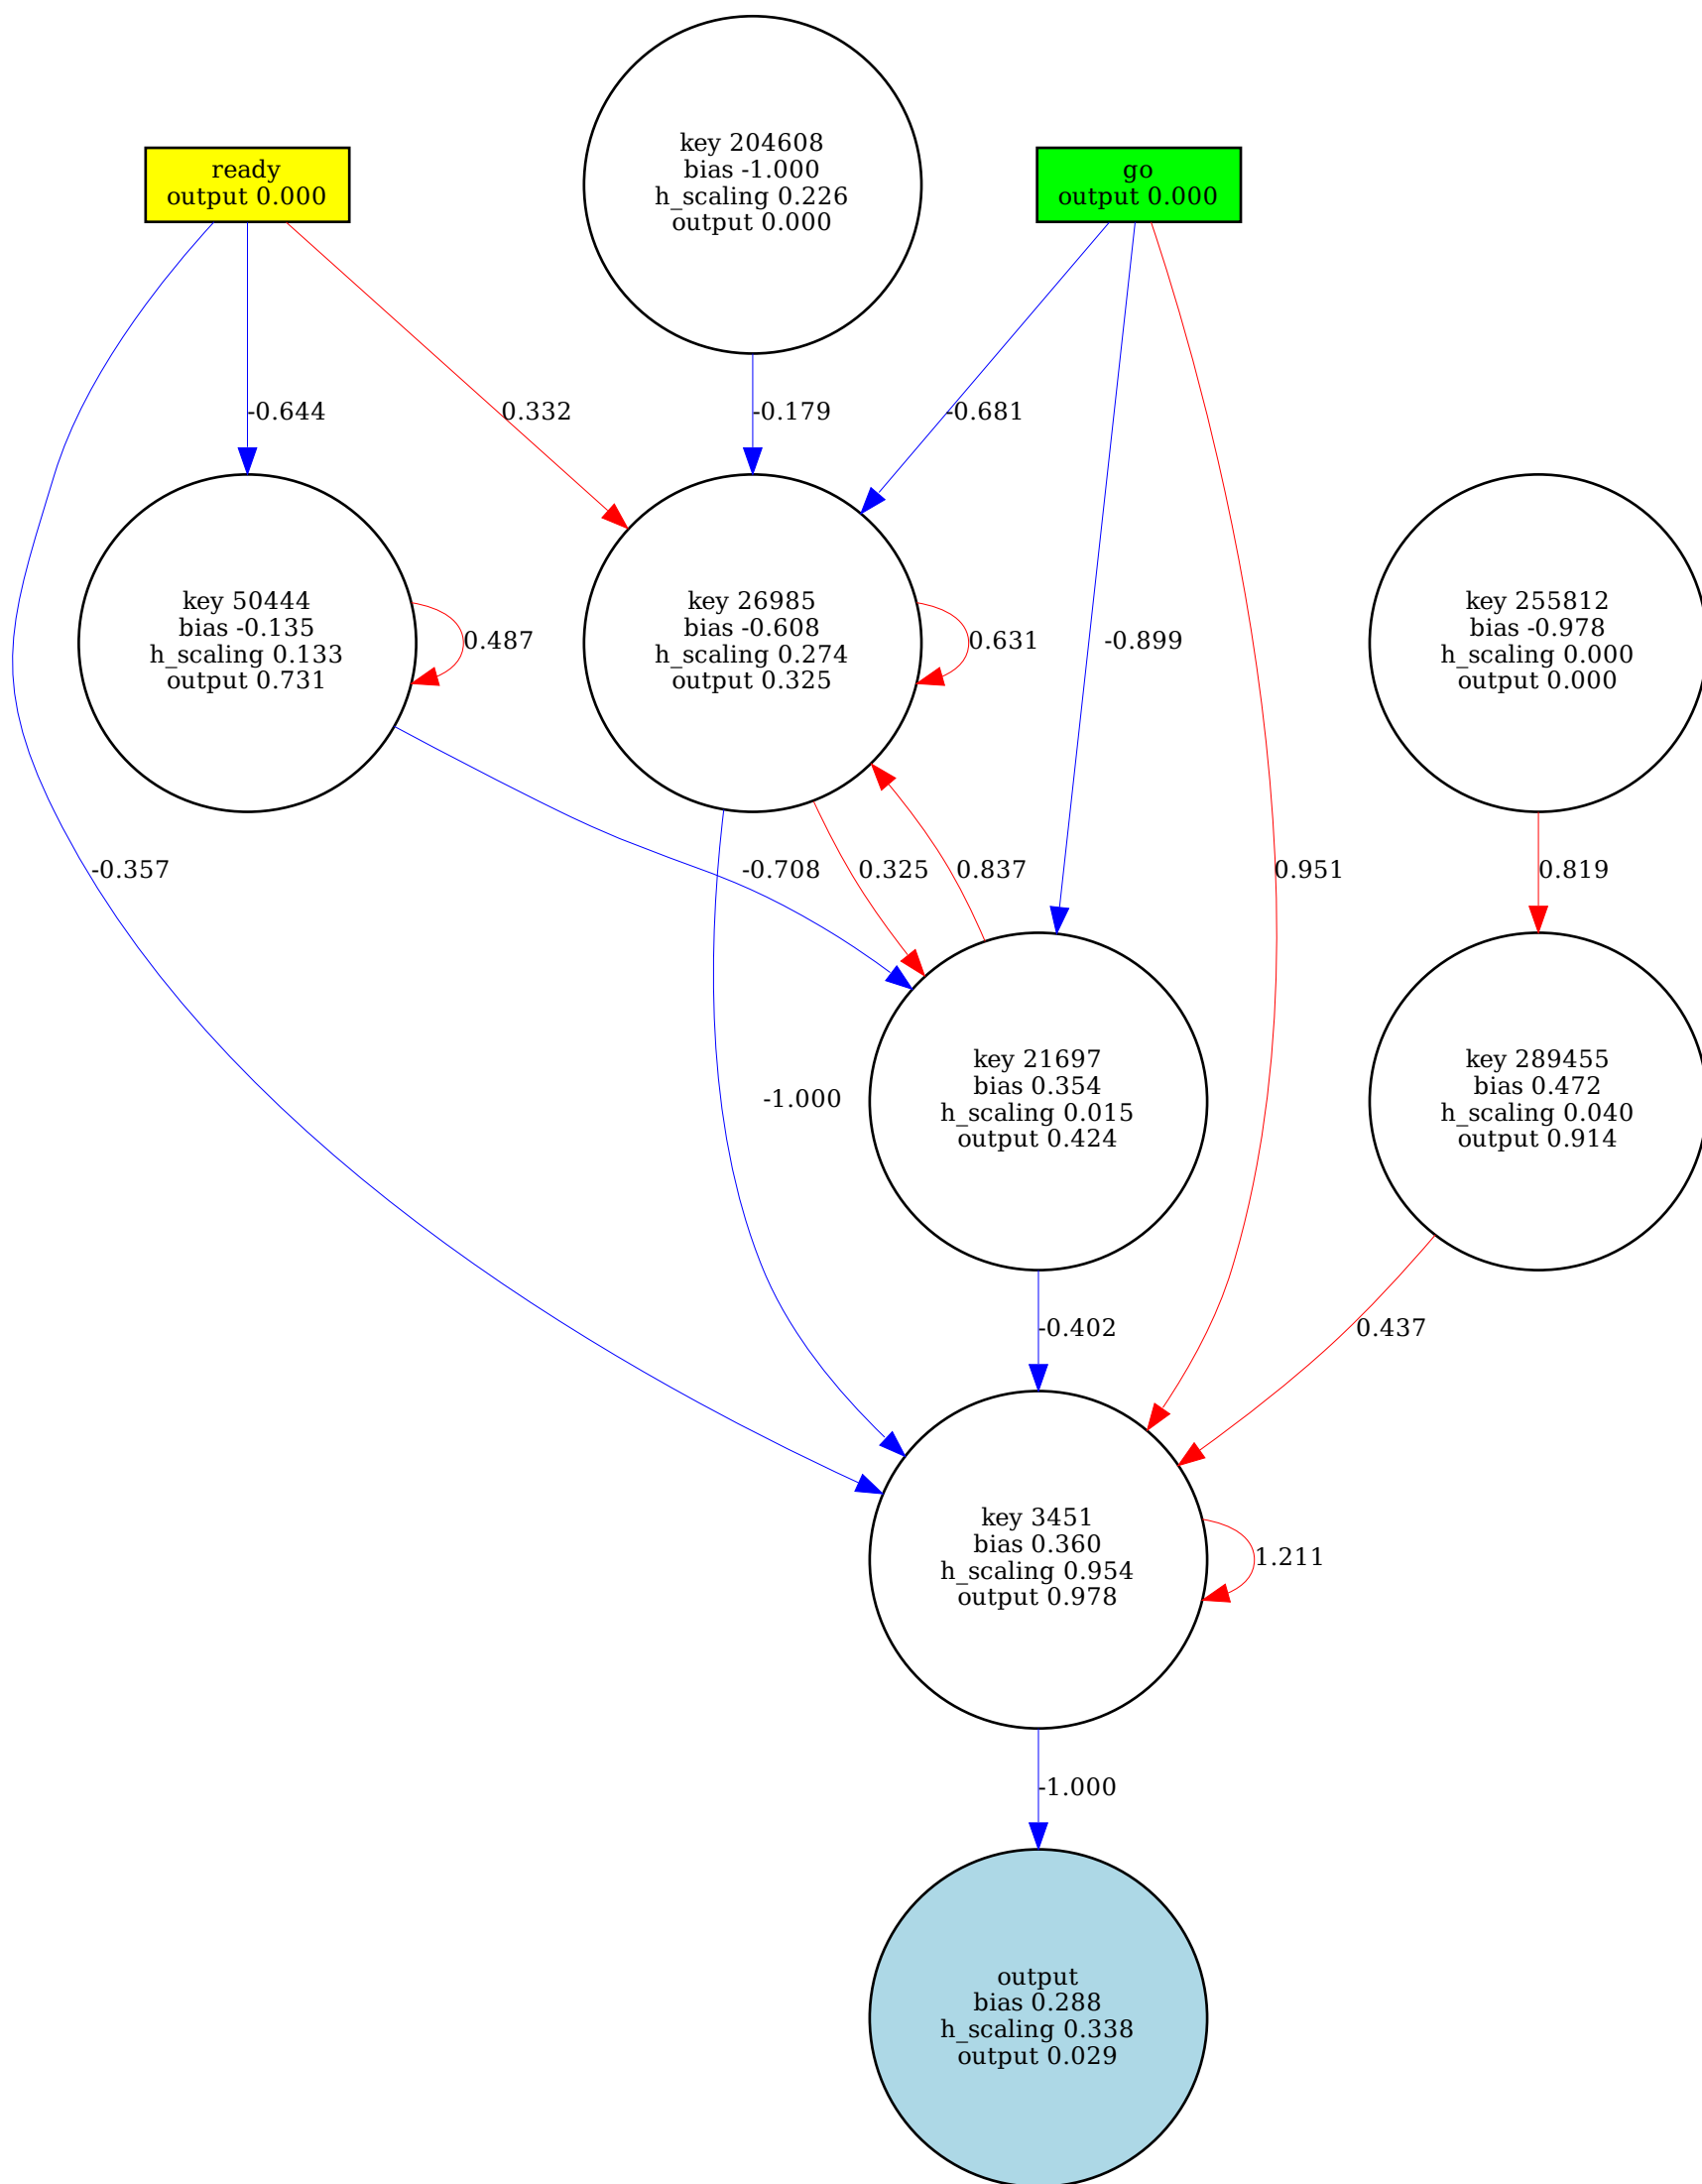 key 204608
bias -1.000
h_scaling 0.226
output 0.000
ready
output 0.000
go
output 0.000
-0.644
0.332
-0.179
-0.681
key 50444
bias -0.135
h_scaling 0.133
output 0.731
0.487
key 26985
bias -0.608
h_scaling 0.274
output 0.325
0.631
-0.899
key 255812
bias -0.978
h_scaling 0.000
output 0.000
-0.357
-0.708
0.325
0.837
0.951
0.819
-1.000
key 21697
bias 0.354
h_scaling 0.015
output 0.424
key 289455
bias 0.472
h_scaling 0.040
output 0.914
-0.402
0.437
key 3451
bias 0.360
h_scaling 0.954
output 0.978
1.211
-1.000
output
bias 0.288
h_scaling 0.338
output 0.029